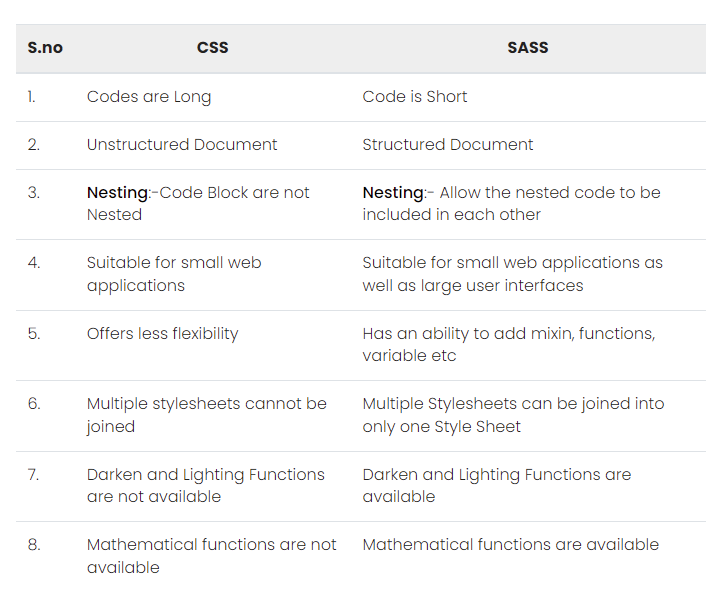 S.no CSS SASS
1. Codes are Long Code is Short
2. Unstructured Document Structured Document
3. Nesting:-Code Block are not Nesting:- Allow the nested code to be
Nested included in each other
4. Suitable for small web Suitable for small web applications as
applications well as large user interfaces
5. Offers less flexibility Has an ability to add mixin, functions,
variable etc
6. Multiple stylesheets cannot be Multiple Stylesheets can be joined into
joined only one Style Sheet
7. Darken and Lighting Functions Darken and Lighting Functions are
are not available available
8. Mathematical functions are not Mathematical functions are available
available